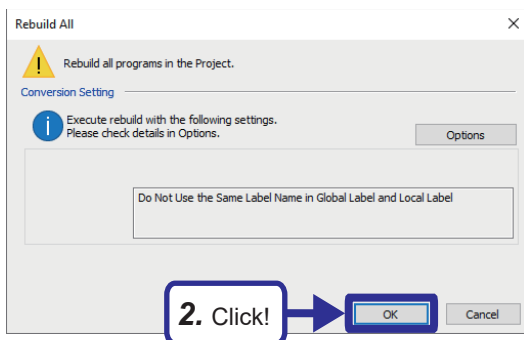 Rebuild All
Rebuild all programs in the Project.
Conversion Setting
Execute rebuild with the following settings.
Please check details in Options.
Options
Do Not Use the Same Label Name in Global Label and Local Label
2. Click!
OK
Cancel